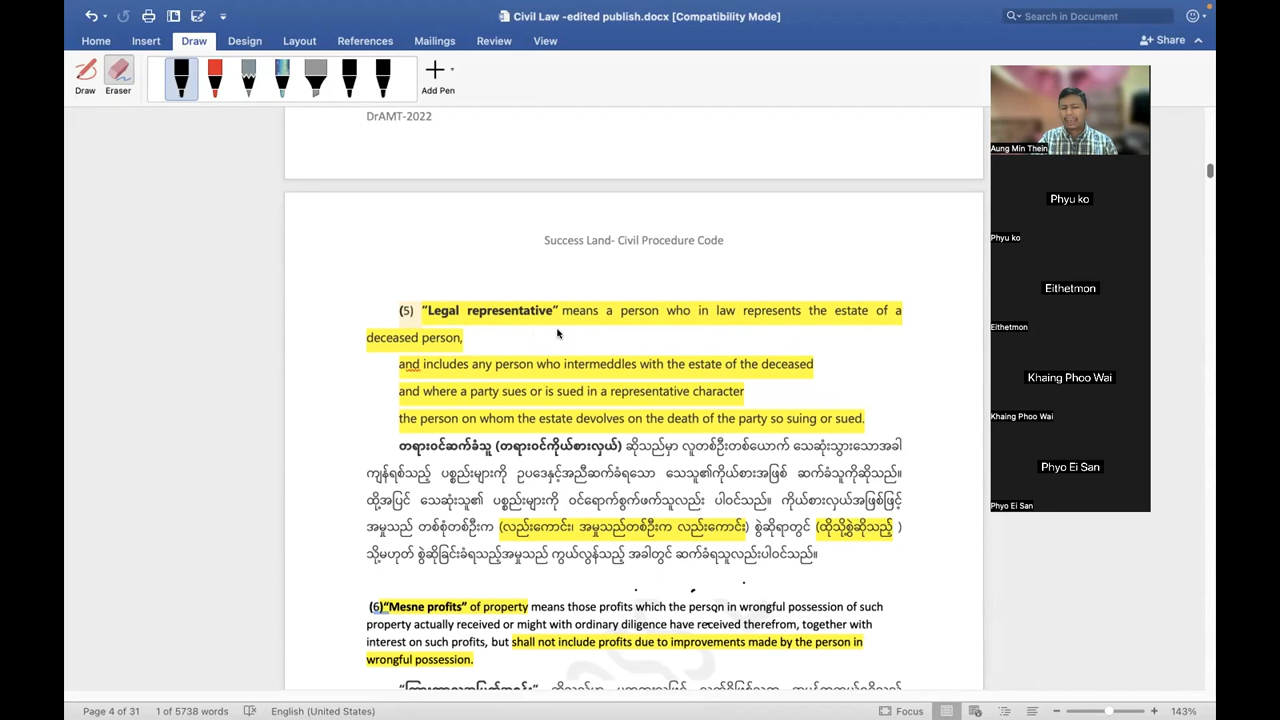 Civil Law -edited publish.docx [Compatibility Mode]
Search in Document
Home Insert Draw Design Layout References Mailings Review View
Share
Draw Eraser Add Pen
DrAMT-2022
Aung Min Thein
Phyu ko
Phyu ko
Eithetmon
Eithetmon
Khaing Phoo Wai
Khaing Phoo Wai
Phyo Ei San
Phyo Ei San
Success Land- Civil Procedure Code
(5) “Legal representative” means a person who in law represents the estate of a
deceased person,
and includes any person who intermeddles with the estate of the deceased
and where a party sues or is sued in a representative character
the person on whom the estate devolves on the death of the party so suing or sued.
တရားဝင်ဆက်ခံသူ (တရားဝင်ကိုယ်စားလှယ်) ဆိုသည်မှာ လူတစ်ဦးတစ်ယောက် သေဆုံးသွားသောအခါ
ကျန်ရစ်သည့် ပစ္စည်းများကို ဥပဒေနှင့်အညီဆက်ခံရသော သေသူ၏ကိုယ်စားအဖြစ် ဆက်ခံသူကိုဆိုသည်။
ထို့အပြင် သေဆုံးသူ၏ ပစ္စည်းများကို ဝင်ရောက်စွက်ဖက်သူလည်း ပါဝင်သည်။ ကိုယ်စားလှယ်အဖြစ်ဖြင့်
အမှုသည် တစ်စုံတစ်ဦးက (လည်းကောင်း၊ အမှုသည်တစ်ဦးက လည်းကောင်း) စွဲဆိုရာတွင် (ထိုသို့စွဲဆိုသည့် )
သို့မဟုတ် စွဲဆိုခြင်းခံရသည့်အမှုသည် ကွယ်လွန်သည့် အခါတွင် ဆက်ခံရသူလည်းပါဝင်သည်။
(6)“Mesne profits” of property means those profits which the person in wrongful possession of such
property actually received or might with ordinary diligence have received therefrom, together with
interest on such profits, but shall not include profits due to improvements made by the person in
wrongful possession.
Page 4 of 31 1 of 5738 words English (United States) Focus 143%